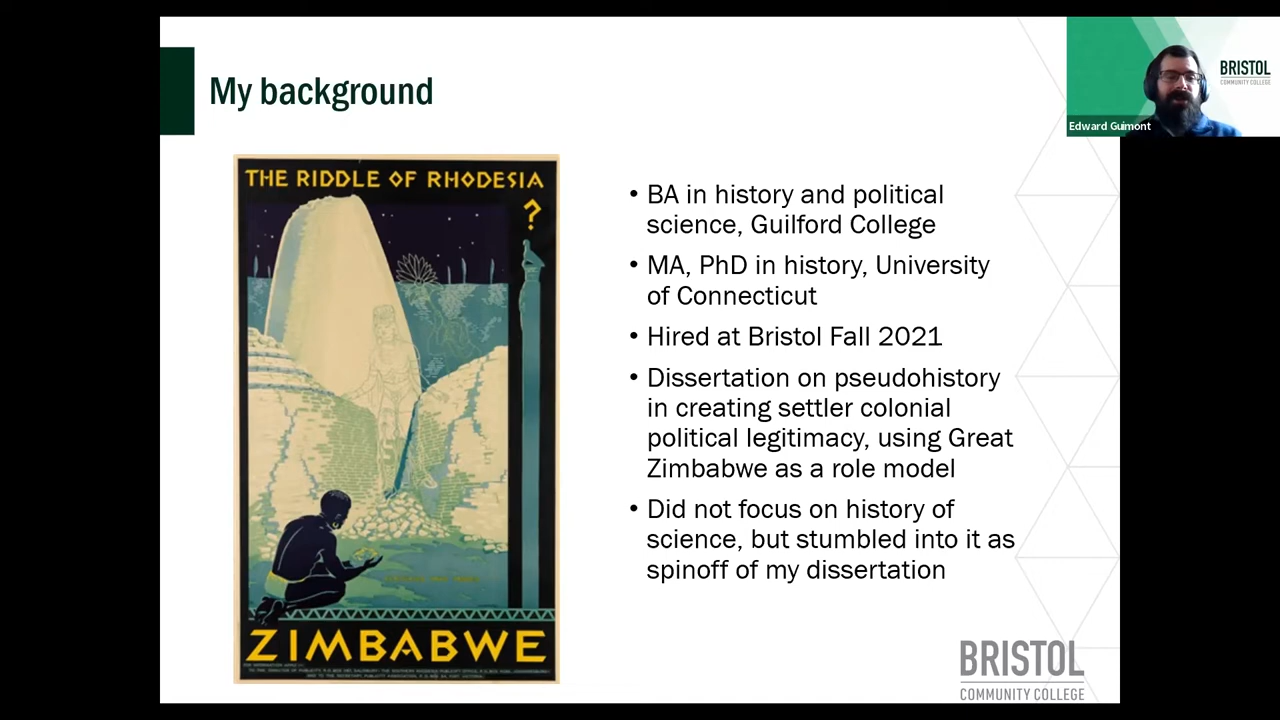 My background
THE RIDDLE OF RHODESIA
?
ZIMBABWE
• BA in history and political
science, Guilford College
• MA, PhD in history, University
of Connecticut
• Hired at Bristol Fall 2021
• Dissertation on pseudohistory
in creating settler colonial
political legitimacy, using Great
Zimbabwe as a role model
• Did not focus on history of
science, but stumbled into it as
spinoff of my dissertation
BRISTOL
COMMUNITY COLLEGE
Edward Guimont
BRISTOL
COMMUNITY COLLEGE